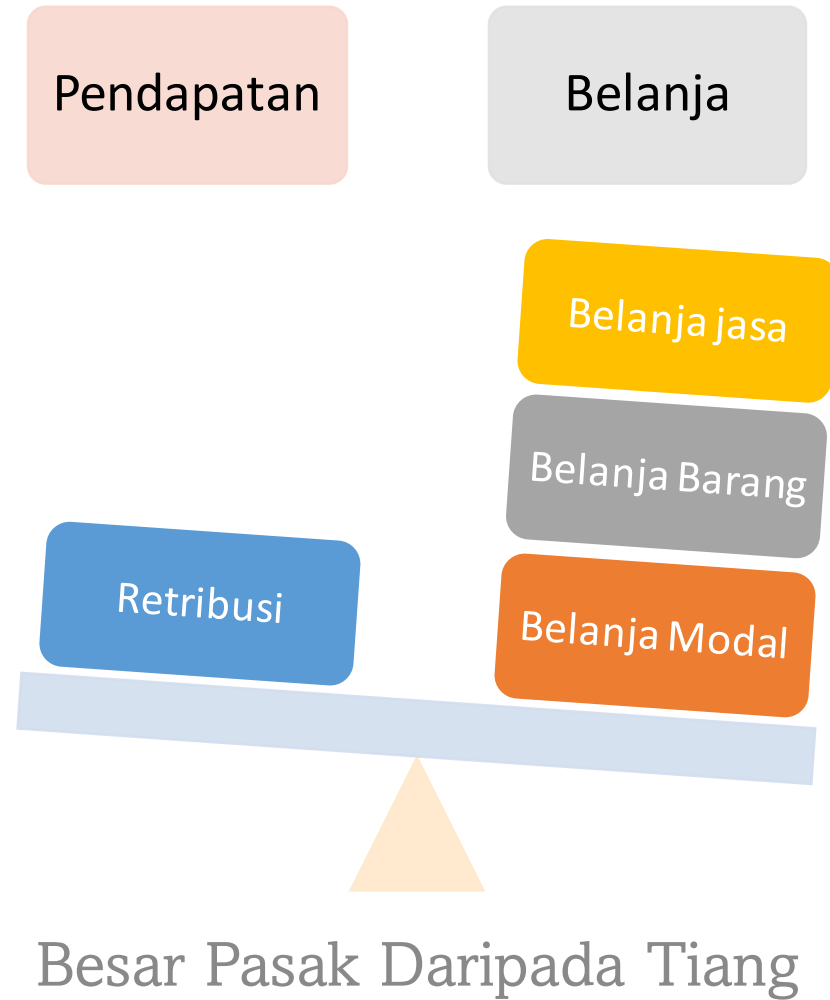 Pendapatan
Belanja
Belanja jasa
Belanja Barang
Retribusi
Belanja Modal
Besar Pasak Daripada Tiang